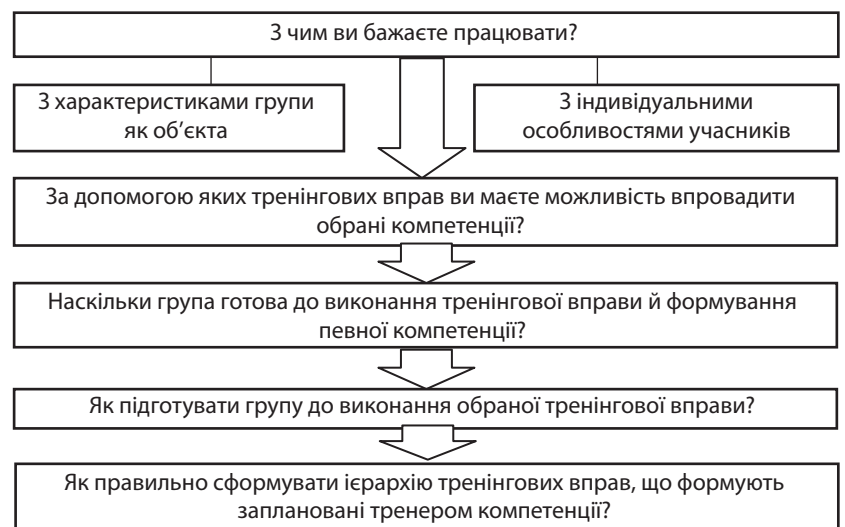 З чим ви бажаєте працювати?
З характеристиками групи
як об’єкта
З індивідуальними
особливостями учасників
За допомогою яких тренінгових вправ ви маєте можливість впровадити
обрані компетенції?
Наскільки група готова до виконання тренінгової вправи й формування
певної компетенції?
Як підготувати групу до виконання обраної тренінгової вправи?
Як правильно сформувати ієрархію тренінгових вправ, що формують
заплановані тренером компетенції?